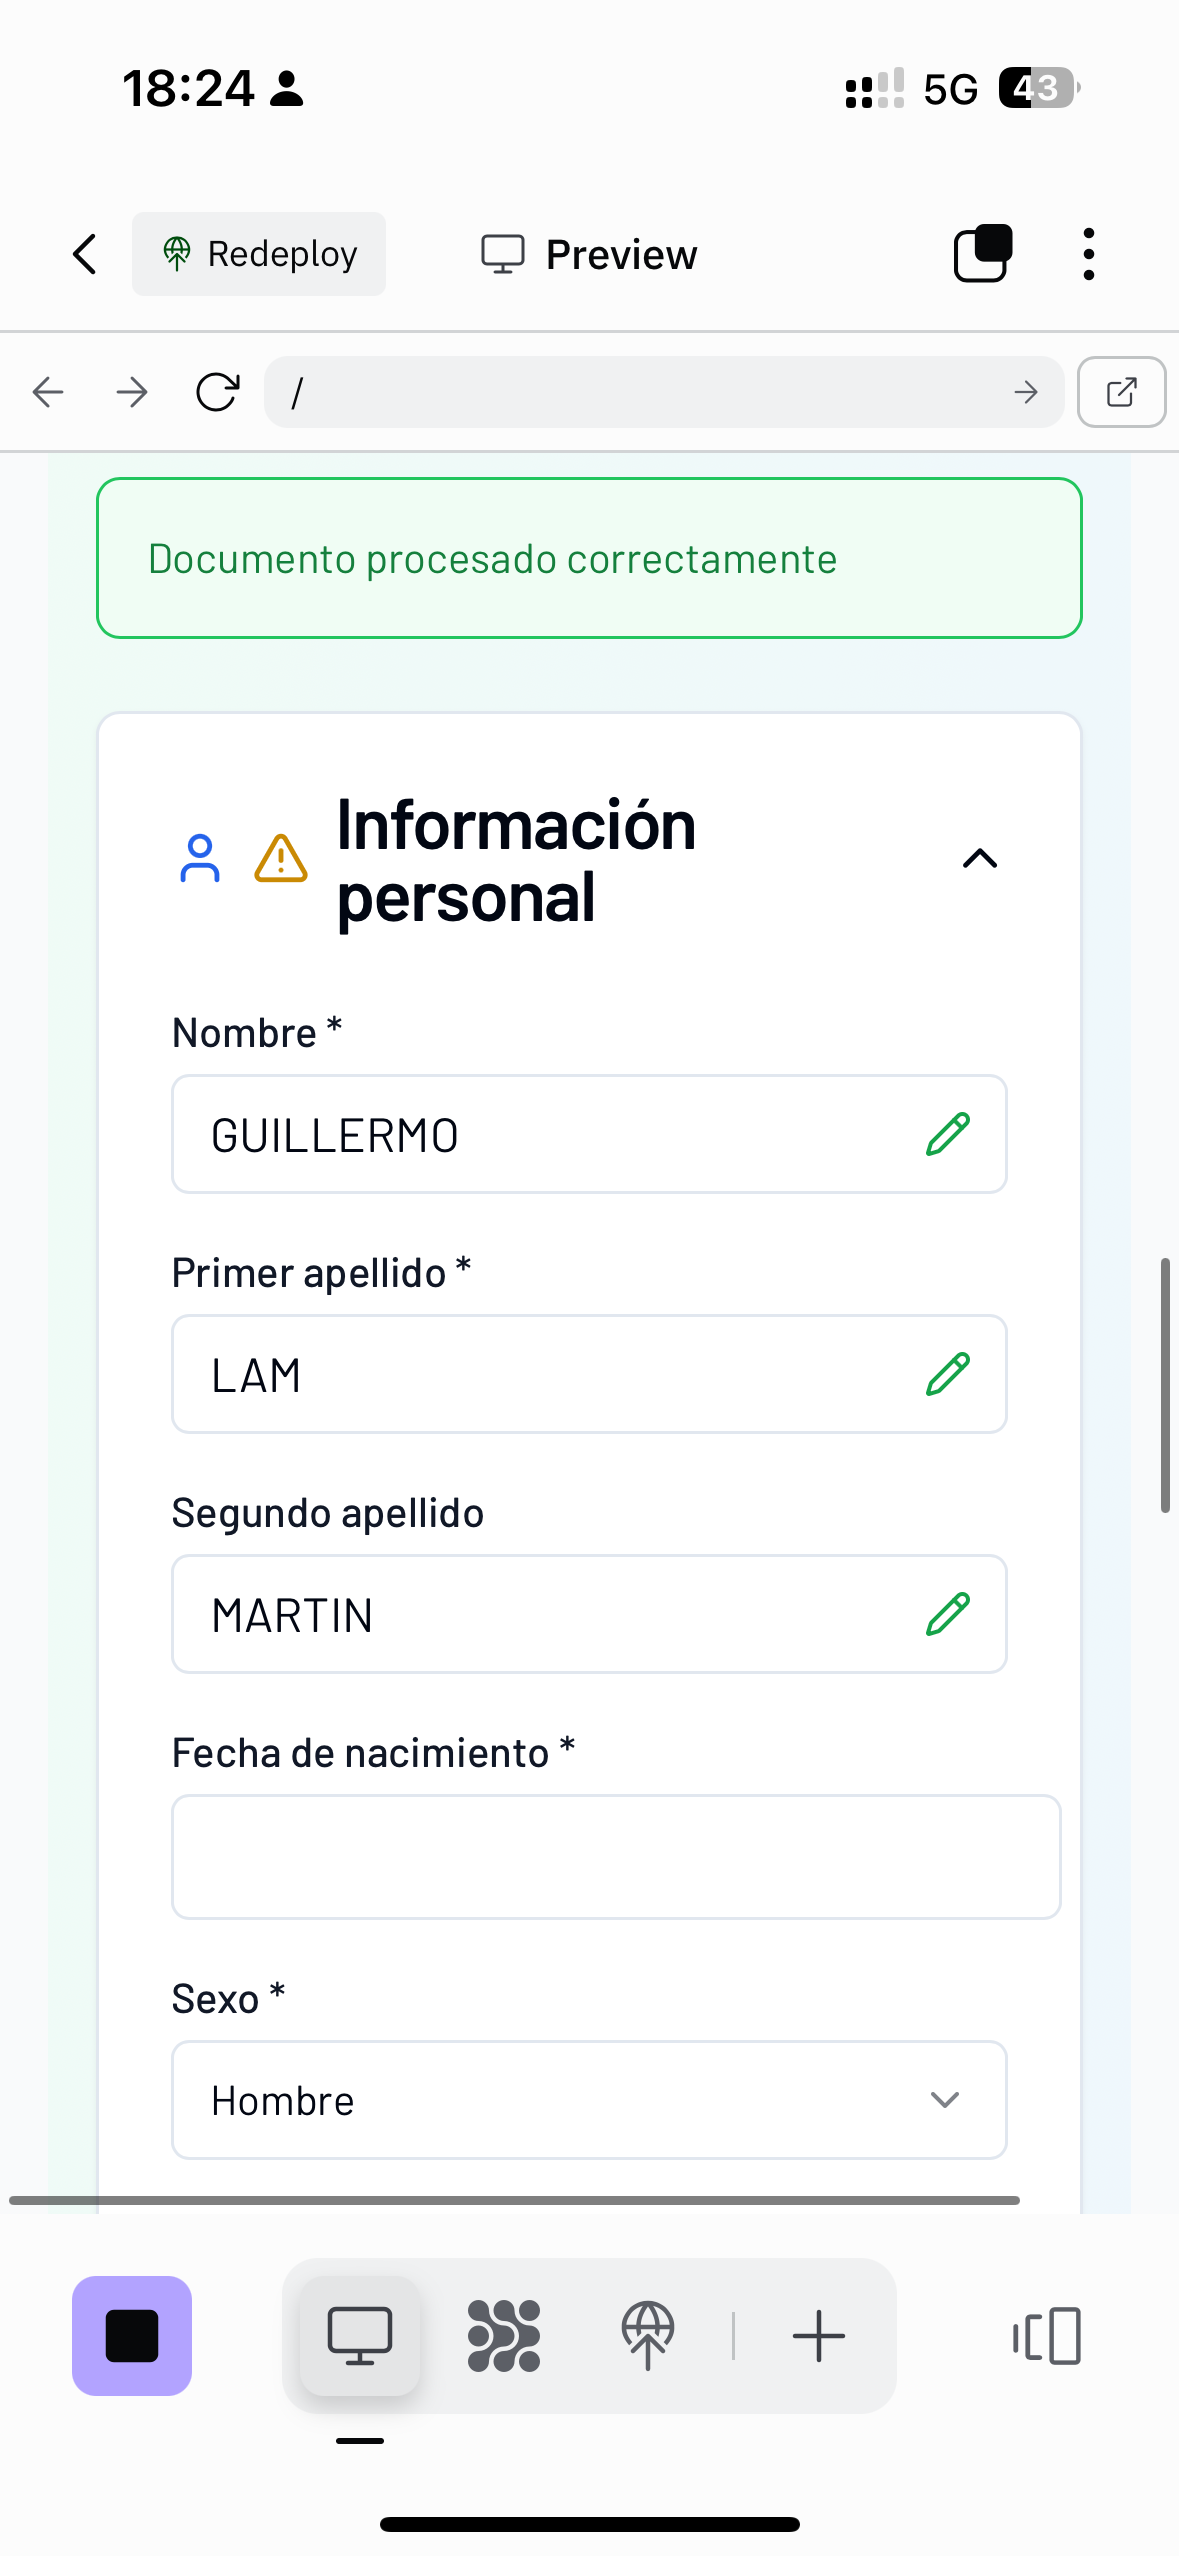 18:24
5G
43
Redeploy
Preview
/
Documento procesado correctamente
Información
personal
Nombre *
GUILLERMO
Primer apellido *
LAM
Segundo apellido
MARTIN
Fecha de nacimiento *
Sexo *
Hombre